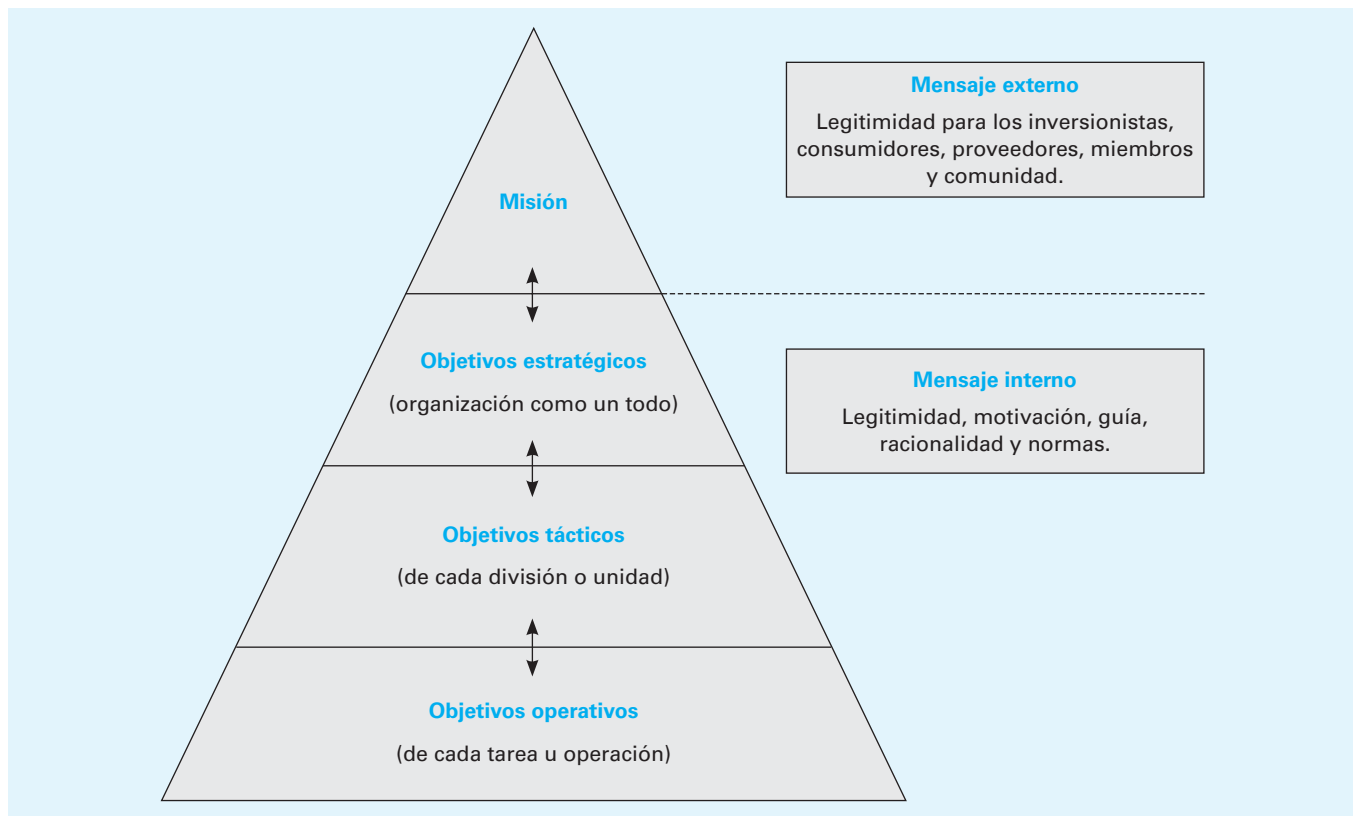 Mensaje externo
Legitimidad para los inversionistas,
consumidores, proveedores, miembros
y comunidad.
Misión
Objetivos estratégicos
(organización como un todo)
Mensaje interno
Legitimidad, motivación, guía,
racionalidad y normas.
Objetivos tácticos
(de cada división o unidad)
Objetivos operativos
(de cada tarea u operación)